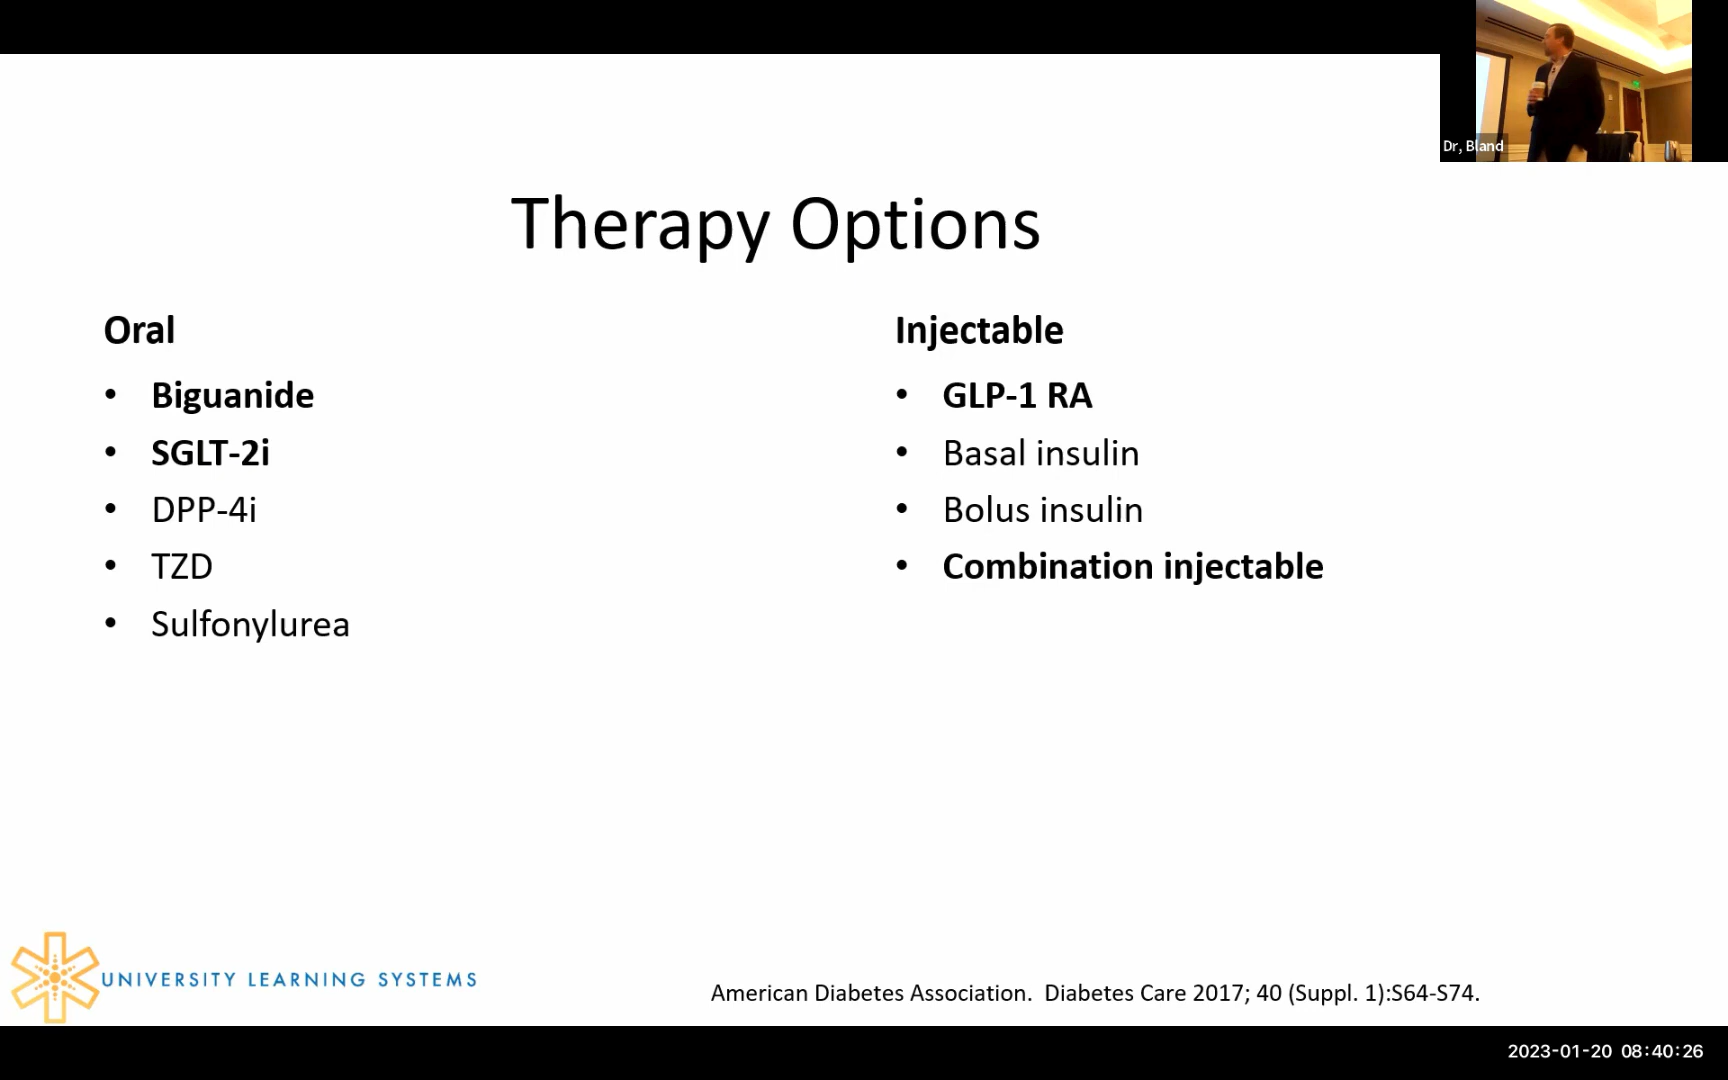 Dr, Bland
Therapy Options
Oral
• Biguanide
• SGLT-2i
• DPP-4i
• TZD
• Sulfonylurea
Injectable
• GLP-1 RA
• Basal insulin
• Bolus insulin
• Combination injectable
UNIVERSITY LEARNING SYSTEMS
American Diabetes Association. Diabetes Care 2017; 40 (Suppl. 1):S64-S74.
2023-01-20 08:40:26